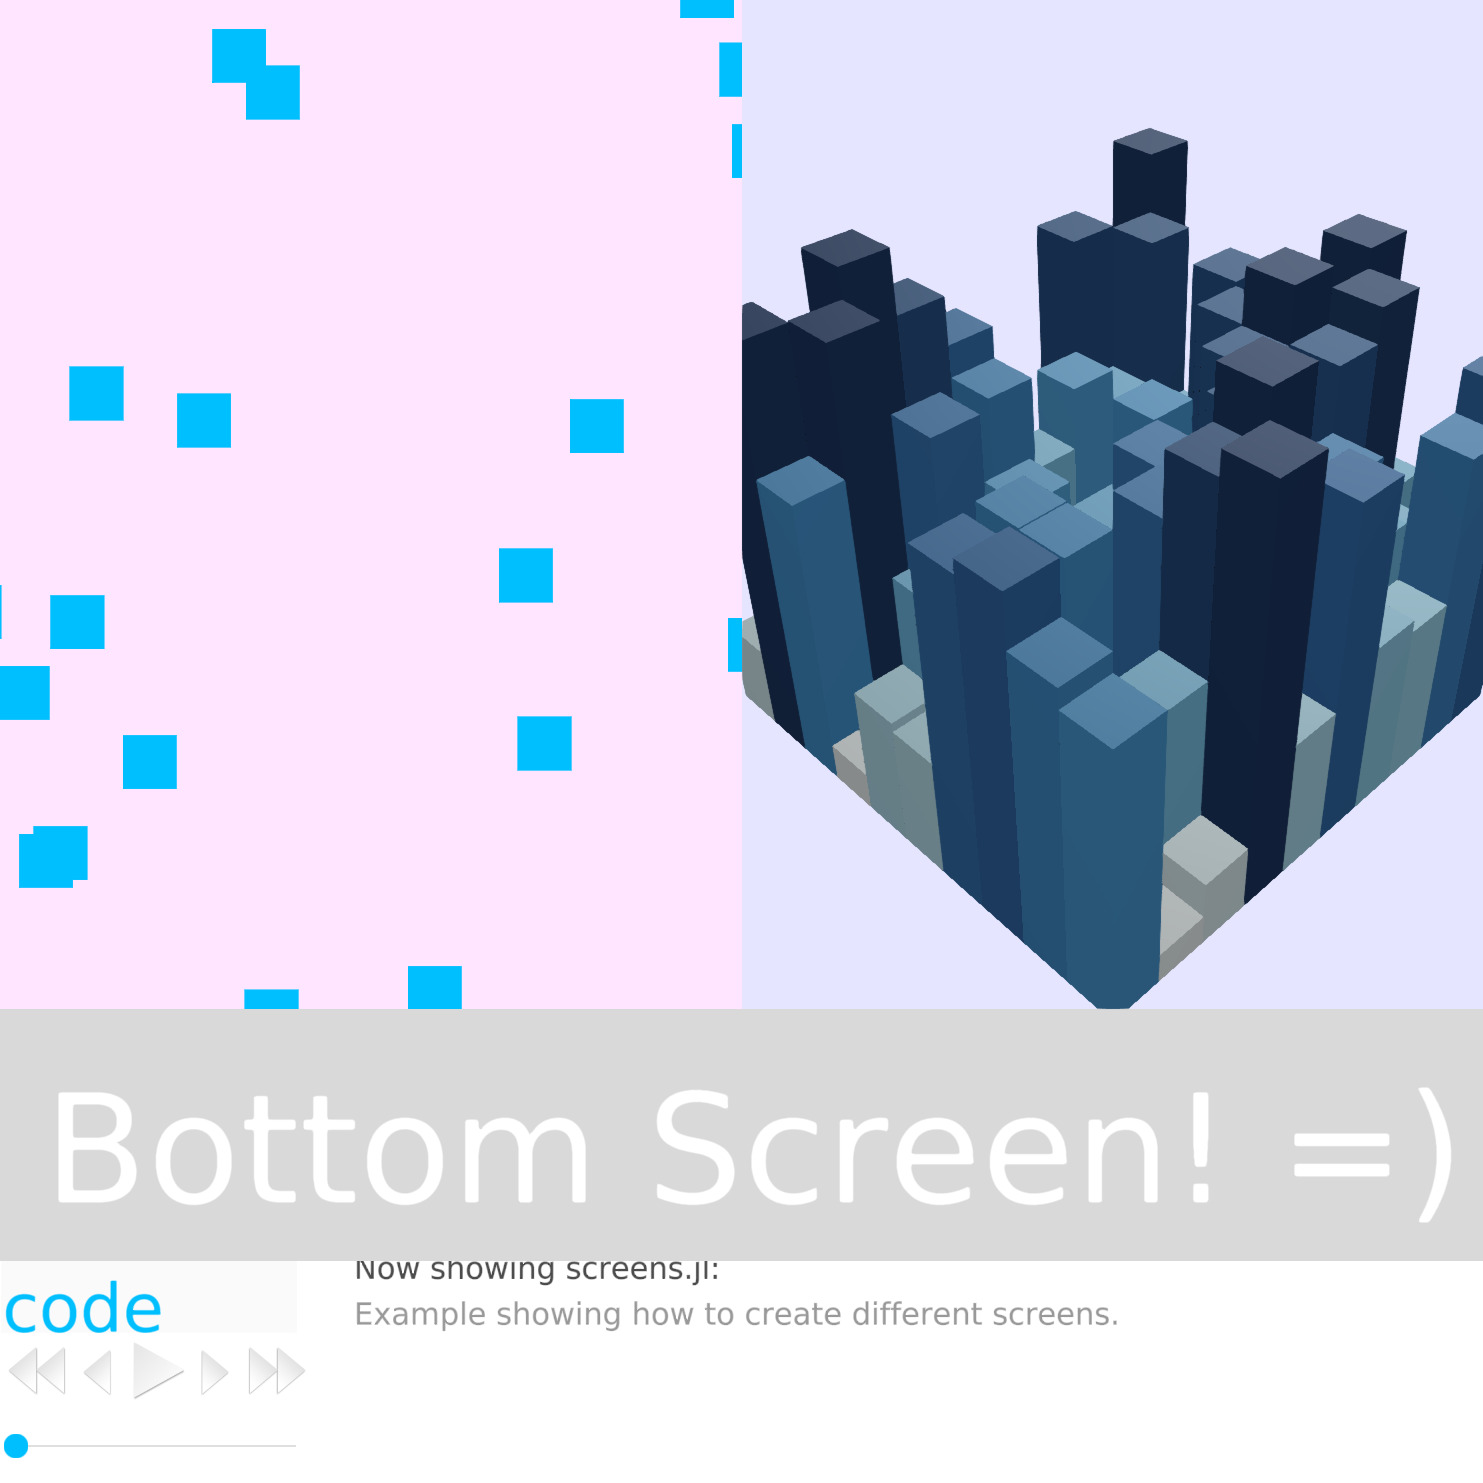 Bottom Screen! =)
Now showing screens.jl:
code
Example showing how to create different screens.